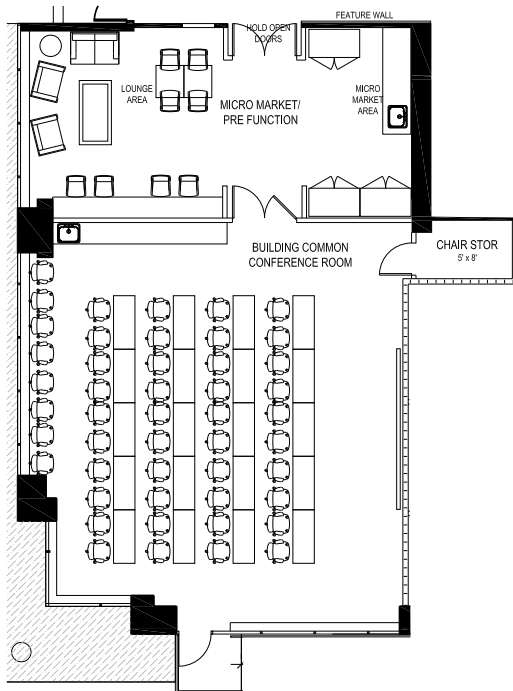 FEATURE WALL
HOLD OPEN
DOORS
LOUNGE
AREA
MICRO MARKET/
PRE FUNCTION
MICRO
MARKET
AREA
BUILDING COMMON
CONFERENCE ROOM
CHAIR STOR
5' x 8'